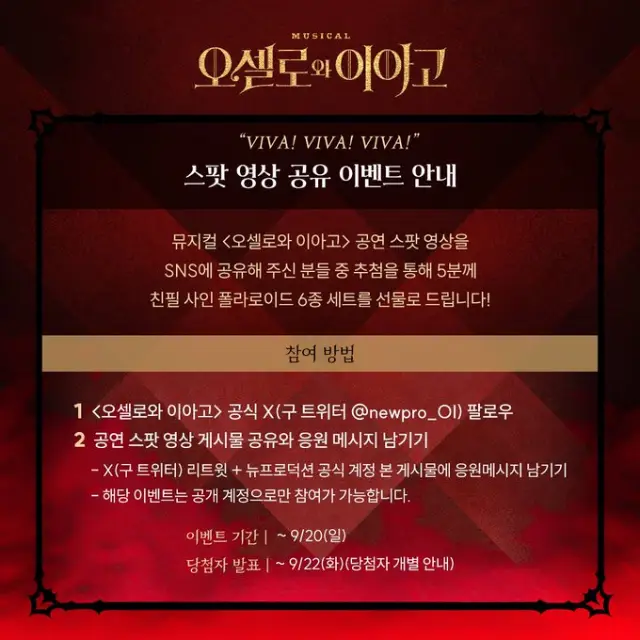 MUSICAL
오셀로와 이아고
“VIVA! VIVA! VIVA!”
스팟 영상 공유 이벤트 안내
뮤지컬 <오셀로와 이아고> 공연 스팟 영상을
SNS에 공유해 주신 분들 중 추첨을 통해 5분께
친필 사인 폴라로이드 6종 세트를 선물로 드립니다!
참여 방법
1 <오셀로와 이아고> 공식 X(구 트위터 @newpro_OI) 팔로우
2 공연 스팟 영상 게시물 공유와 응원 메시지 남기기
- X(구 트위터) 리트윗 + 뉴프로덕션 공식 계정 본 게시물에 응원메시지 남기기
- 해당 이벤트는 공개 계정으로만 참여가 가능합니다.
이벤트 기간 | ~ 9/20(일)
당첨자 발표 | ~ 9/22(화)(당첨자 개별 안내)